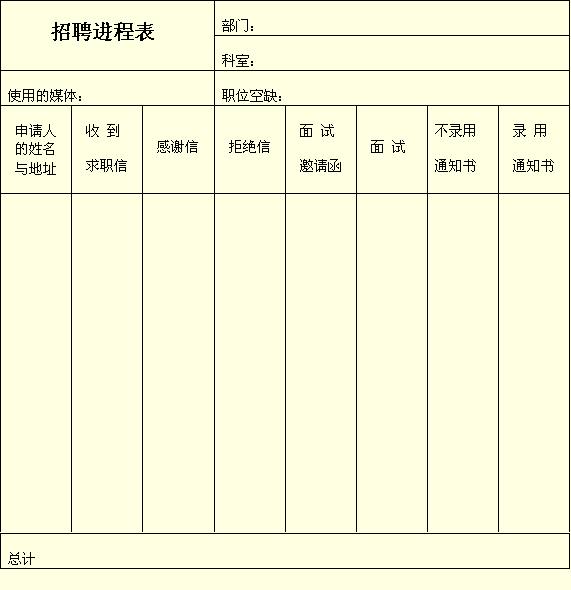 招聘进程表
部门：
科室：
使用的媒体：
职位空缺：
申请人
的姓名
与地址
收 到
求职信
感谢信
拒绝信
面 试
邀请函
面 试
不录用
通知书
录 用
通知书
总计